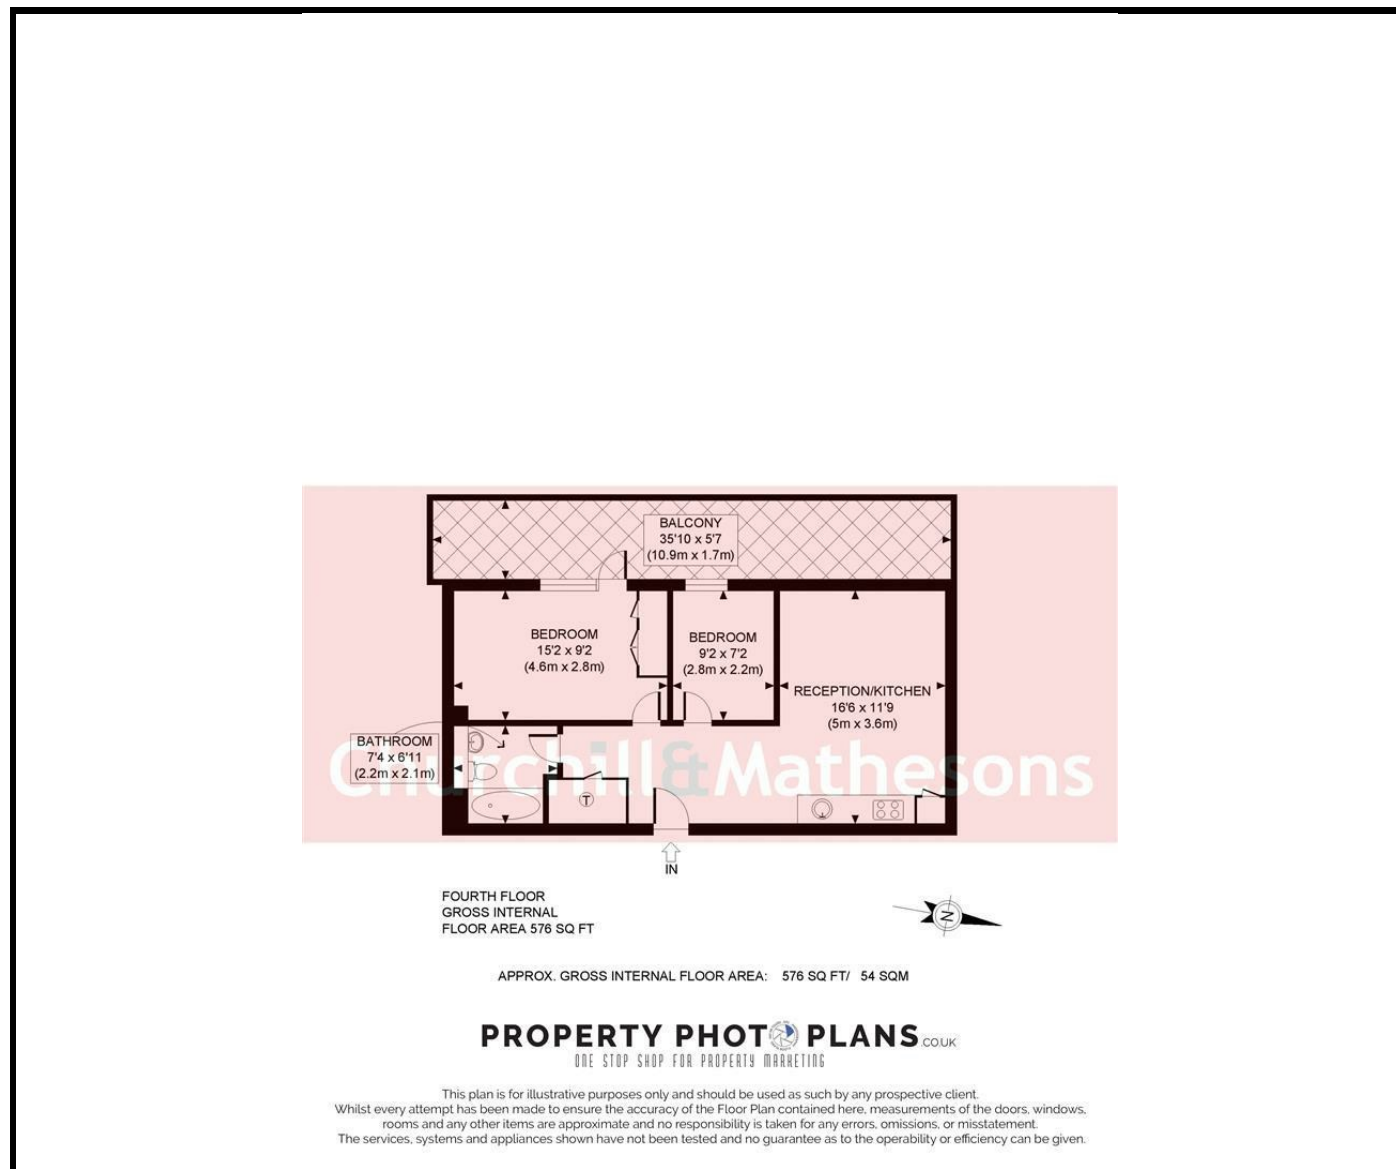 BALCONY
35'10 x 5'7
(10.9m x 1.7m)
BEDROOM
15'2 x 9'2
(4.6m x 2.8m)
BEDROOM
9'2 x 7'2
(2.8m x 2.2m)
RECEPTION/KITCHEN
16'6 x 11'9
(5m x 3.6m)
BATHROOM
7'4 x 6'11
(2.2m x 2.1m)
Churchill&Mathesons
T
IN
FOURTH FLOOR
GROSS INTERNAL
FLOOR AREA 576 SQ FT
N
APPROX. GROSS INTERNAL FLOOR AREA: 576 SQ FT/ 54 SQM
PROPERTY PHOTO PLANS.CO.UK
ONE STOP SHOP FOR PROPERTY MARKETING
This plan is for illustrative purposes only and should be used as such by any prospective client.
Whilst every attempt has been made to ensure the accuracy of the Floor Plan contained here, measurements of the doors, windows,
rooms and any other items are approximate and no responsibility is taken for any errors, omissions, or misstatement.
The services, systems and appliances shown have not been tested and no guarantee as to the operability or efficiency can be given.